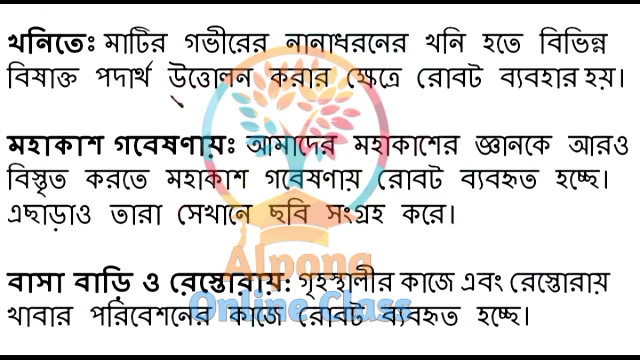 খনিতেঃ মাটির গভীরের নানাধরনের খনি হতে বিভিন্ন
বিষাক্ত পদার্থ উত্তোলন করার ক্ষেত্রে রোবট ব্যবহার হয়।
মহাকাশ গবেষণায়ঃ আমাদের মহাকাশের জ্ঞানকে আরও
বিস্তৃত করতে মহাকাশ গবেষণায় রোবট ব্যবহৃত হচ্ছে।
এছাড়াও তারা সেখানে ছবি সংগ্রহ করে।
Alpona
বাসা বাড়ি ও রেস্তোরায়: গৃহস্থালীর কাজে এবং রেস্তোরায়
Online Class
খাবার পরিবেশনের কাজে রোবট ব্যবহৃত হচ্ছে।